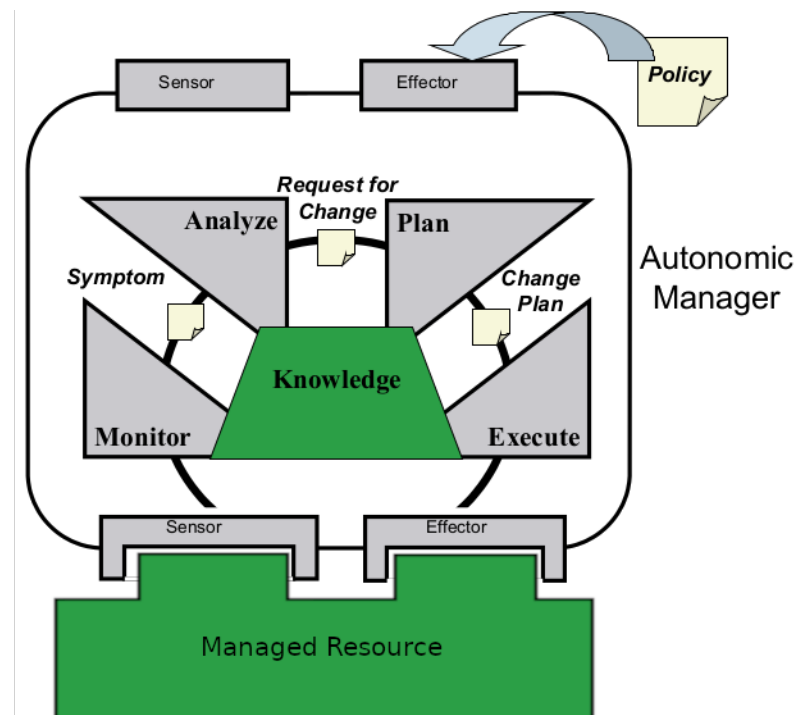 Sensor
Effector
Policy
Request for
Change
Analyze
Plan
Symptom
Change
Plan
Autonomic
Manager
Knowledge
Monitor
Execute
Sensor
Effector
Managed Resource